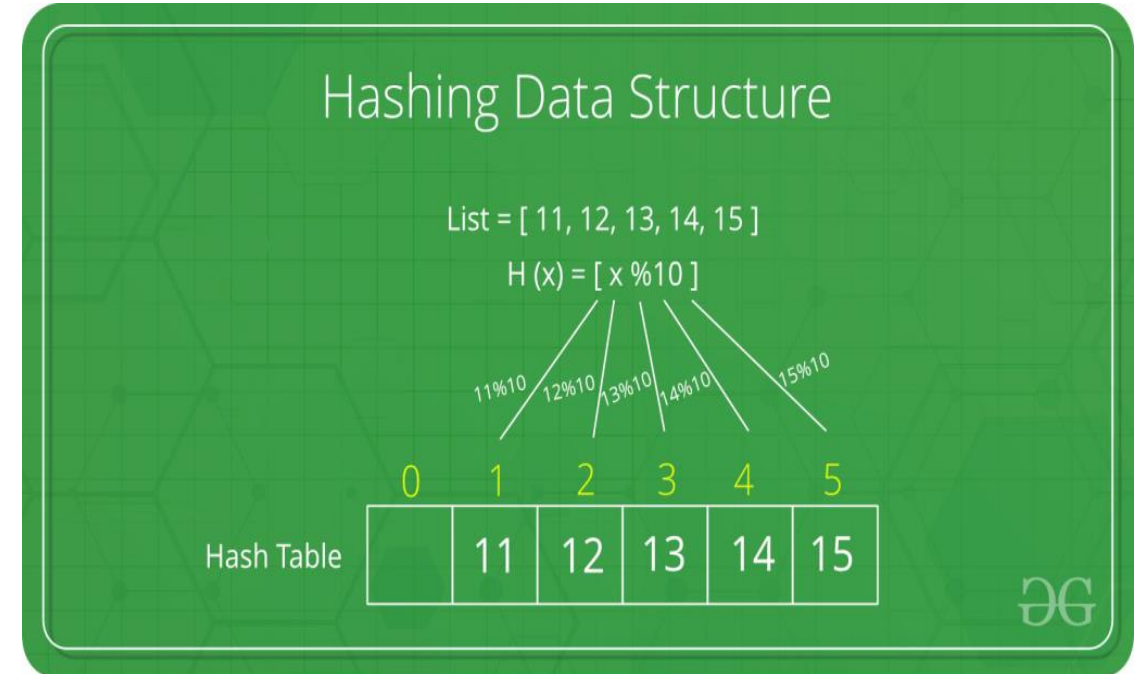 Hashing Data Structure
List = [ 11, 12, 13, 14, 15 ]
H (x) = [ x %10 ]
11%10 12%10 13%10 14%10 15%10
0 1 2 3 4 5
Hash Table 11 12 13 14 15